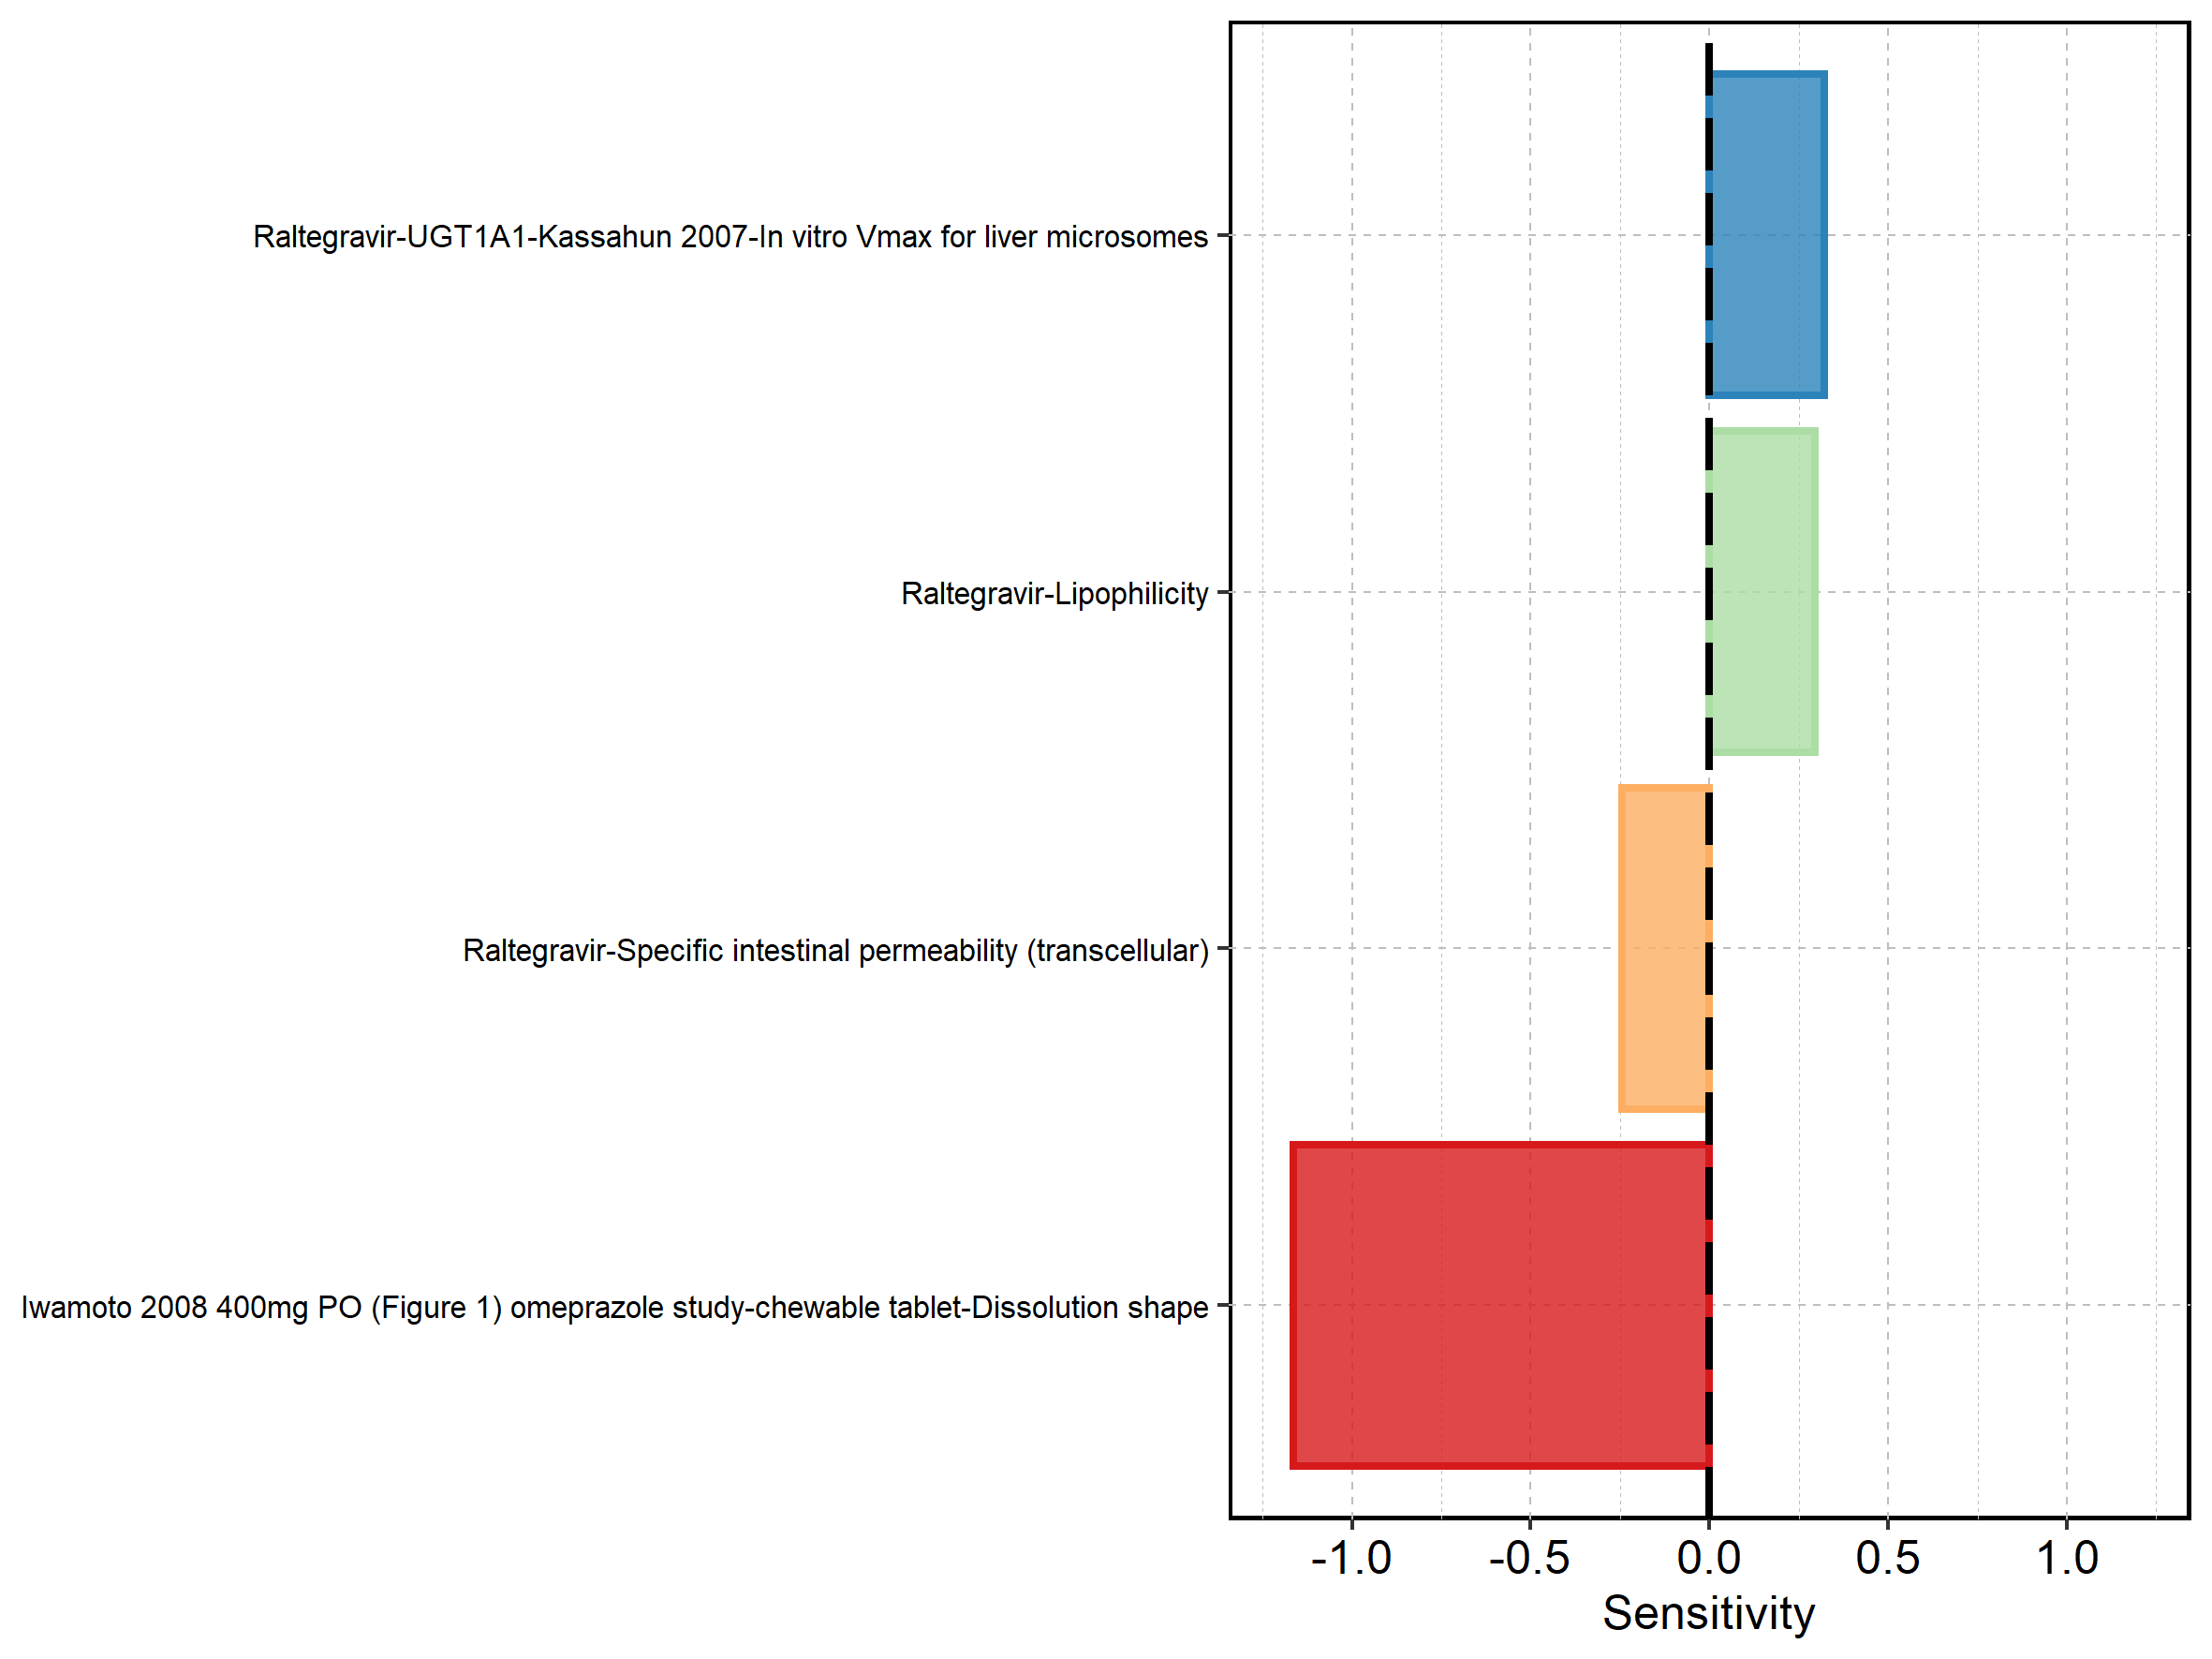 Raltegravir-UGT1A1-Kassahun 2007-In vitro Vmax for liver microsomes
Raltegravir-Lipophilicity
Raltegravir-Specific intestinal permeability (transcellular)
Iwamoto 2008 400mg PO (Figure 1) omeprazole study-chewable tablet-Dissolution shape
-1.0 -0.5 0.0 0.5 1.0
Sensitivity